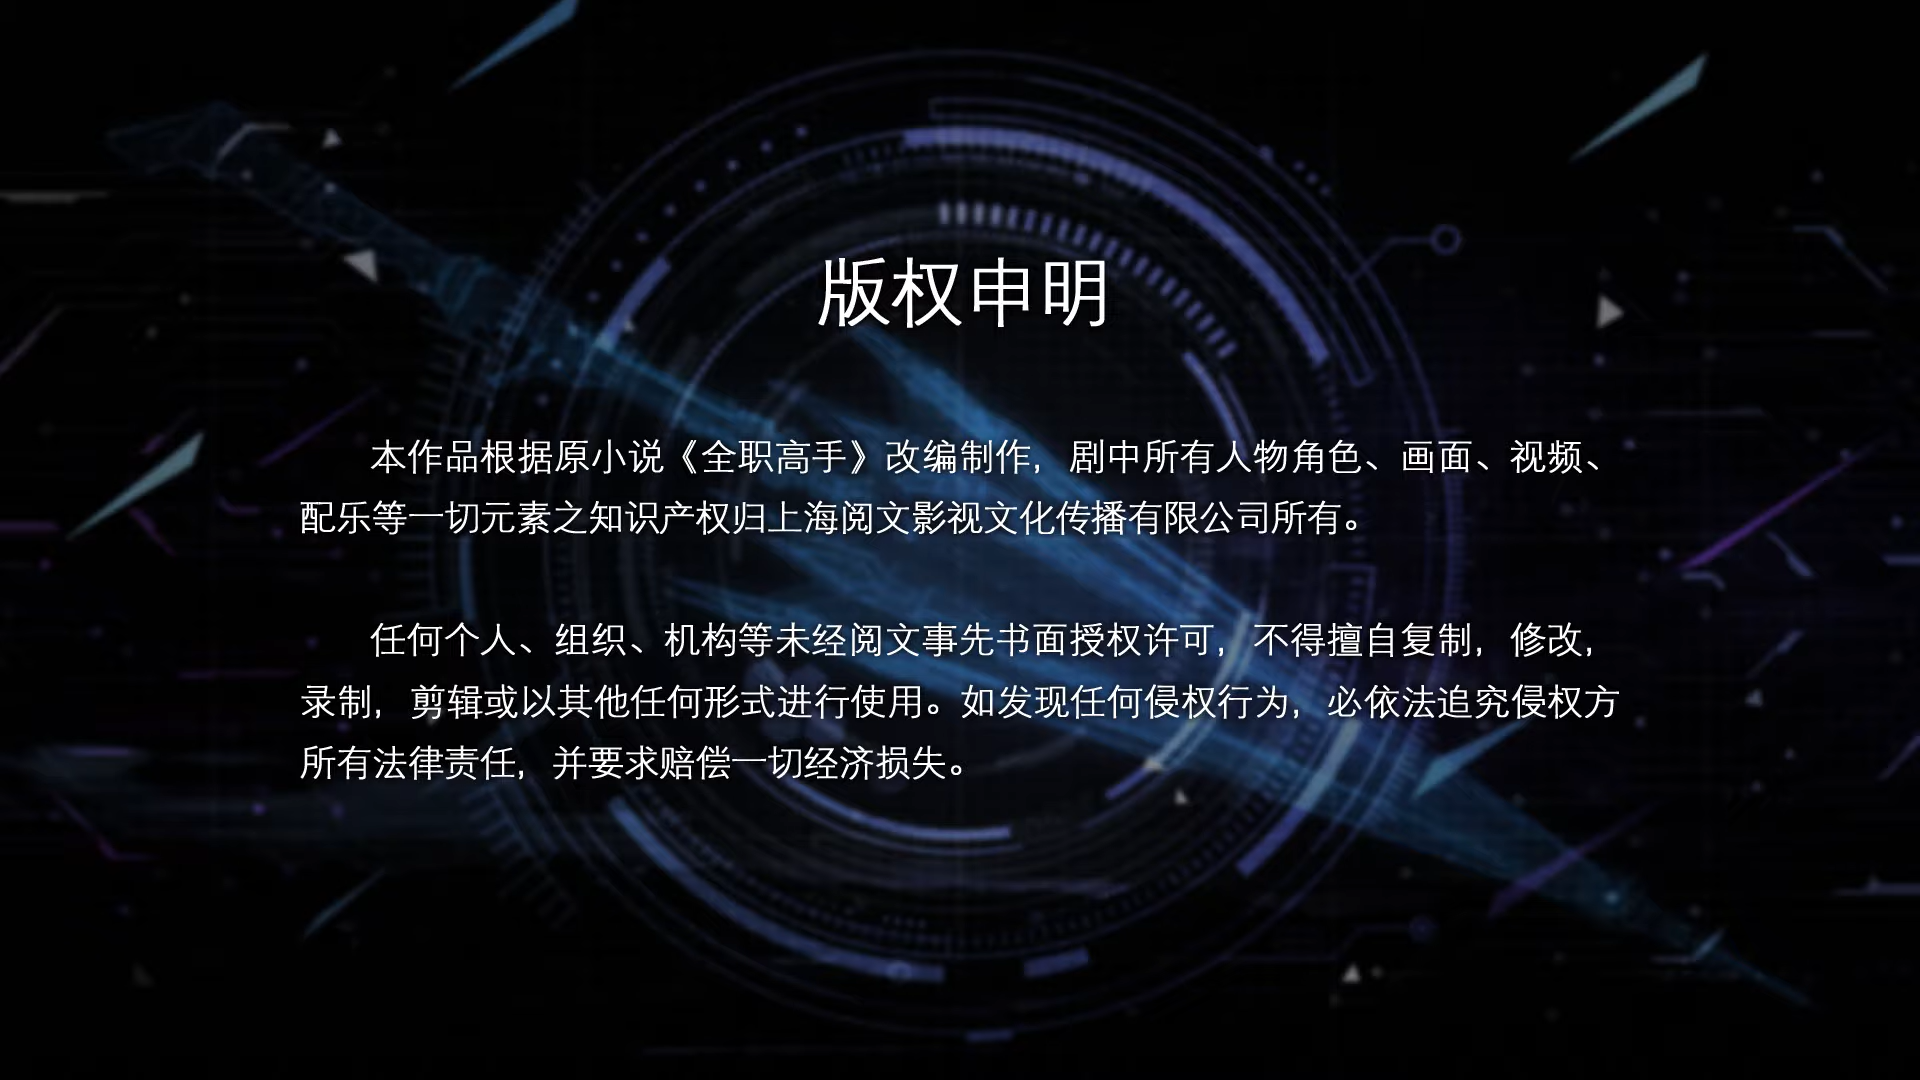 版权申明
本作品根据原小说《全职高手》改编制作，剧中所有人物角色、画面、视频、
配乐等一切元素之知识产权归上海阅文影视文化传播有限公司所有。
任何个人、组织、机构等未经阅文事先书面授权许可，不得擅自复制，修改，
录制，剪辑或以其他任何形式进行使用。如发现任何侵权行为，必依法追究侵权方
所有法律责任，并要求赔偿一切经济损失。